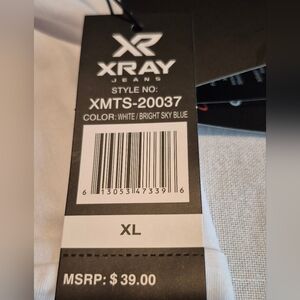 XR
XRAY
JEANS
STYLE NO:
XMTS-20037
COLOR: WHITE / BRIGHT SKY BLUE
6 13053 47339 6
XL
MSRP: $ 39.00